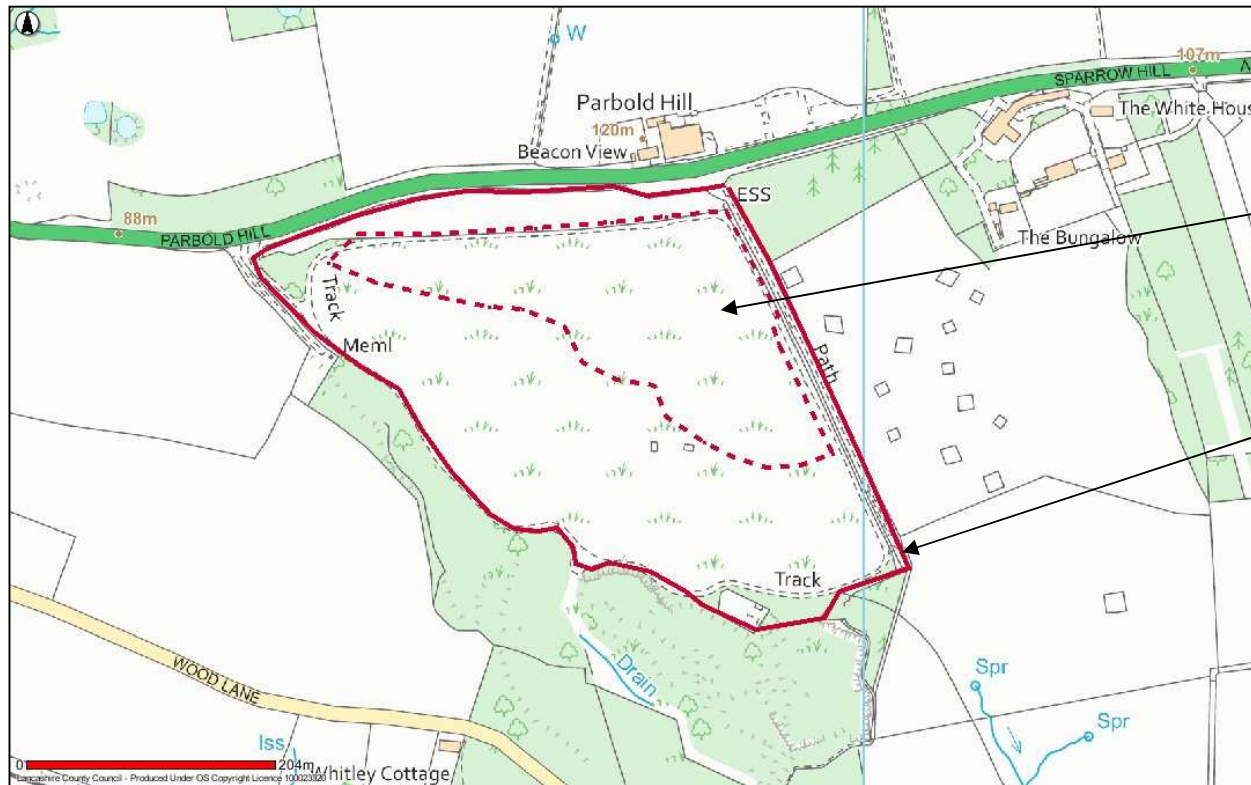 W
107m
SPARROW HILL
A
Parbold Hill
The White Hous
120m
Beacon View
ESS
88m
PARBOLD HILL
The Bungalow
Track
Meml
Path
Track
WOOD LANE
Drain
Spr
Spr
Iss
0 204m
Whitley Cottage
Lancashire County Council - Produced Under OS Copyright Licence 100023320